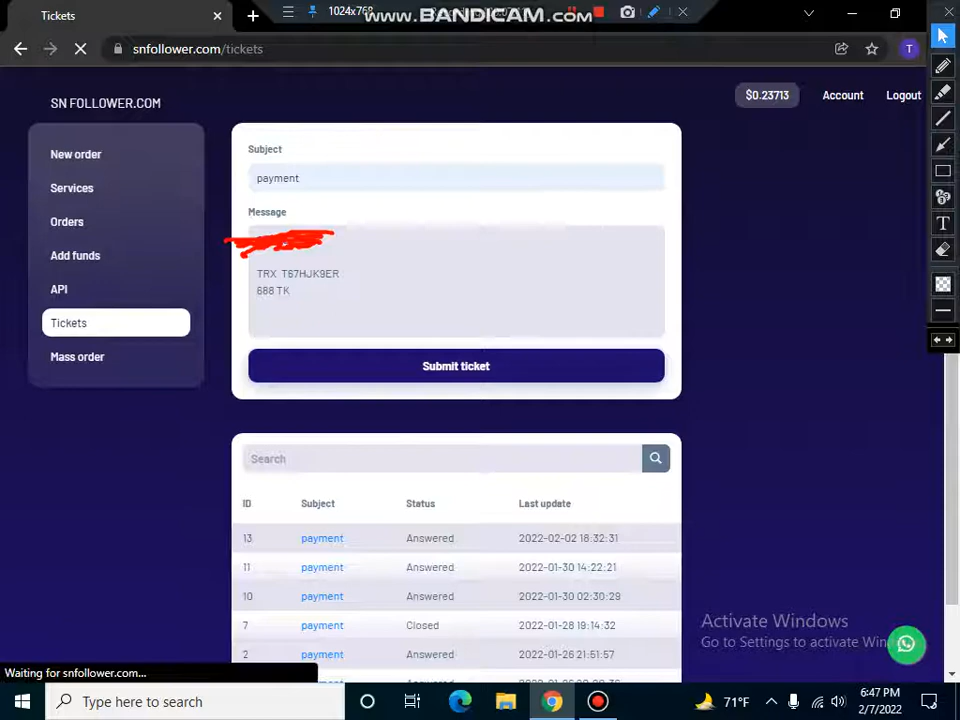 Tickets
1024x768
WWW.BANDICAM.COM
snfollower.com/tickets
T
SN FOLLOWER.COM
$0.23713
Account
Logout
New order
Services
Orders
Add funds
API
Tickets
Mass order
Subject
payment
Message
TRX T67HJK9ER
688 TK
Submit ticket
Search
ID Subject Status Last update
13 payment Answered 2022-02-02 18:32:31
11 payment Answered 2022-01-30 14:22:21
10 payment Answered 2022-01-30 02:30:29
7 payment Closed 2022-01-28 19:14:32
2 payment Answered 2022-01-26 21:51:57
Activate Windows
Go to Settings to activate
Waiting for snfollower.com...
Type here to search
71°F
6:47 PM
2/7/2022